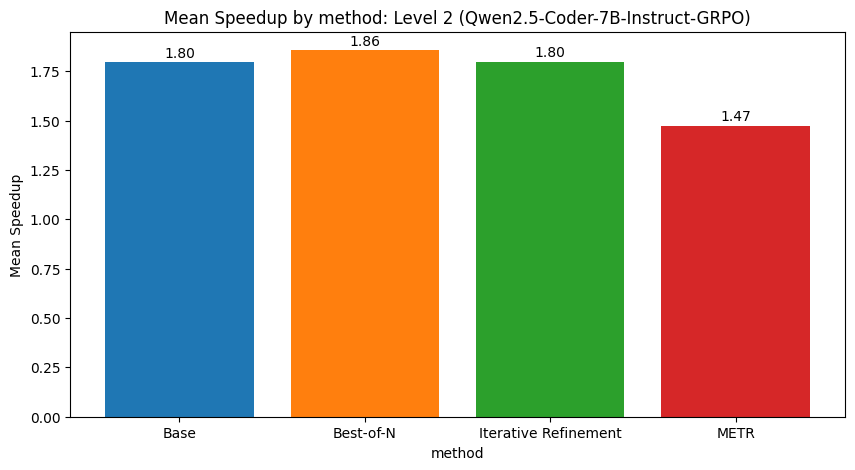 Mean Speedup by method: Level 2 (Qwen2.5-Coder-7B-Instruct-GRPO)
Mean Speedup
1.75
1.50
1.25
1.00
0.75
0.50
0.25
0.00
1.80
1.86
1.80
1.47
Base
Best-of-N
Iterative Refinement
METR
method